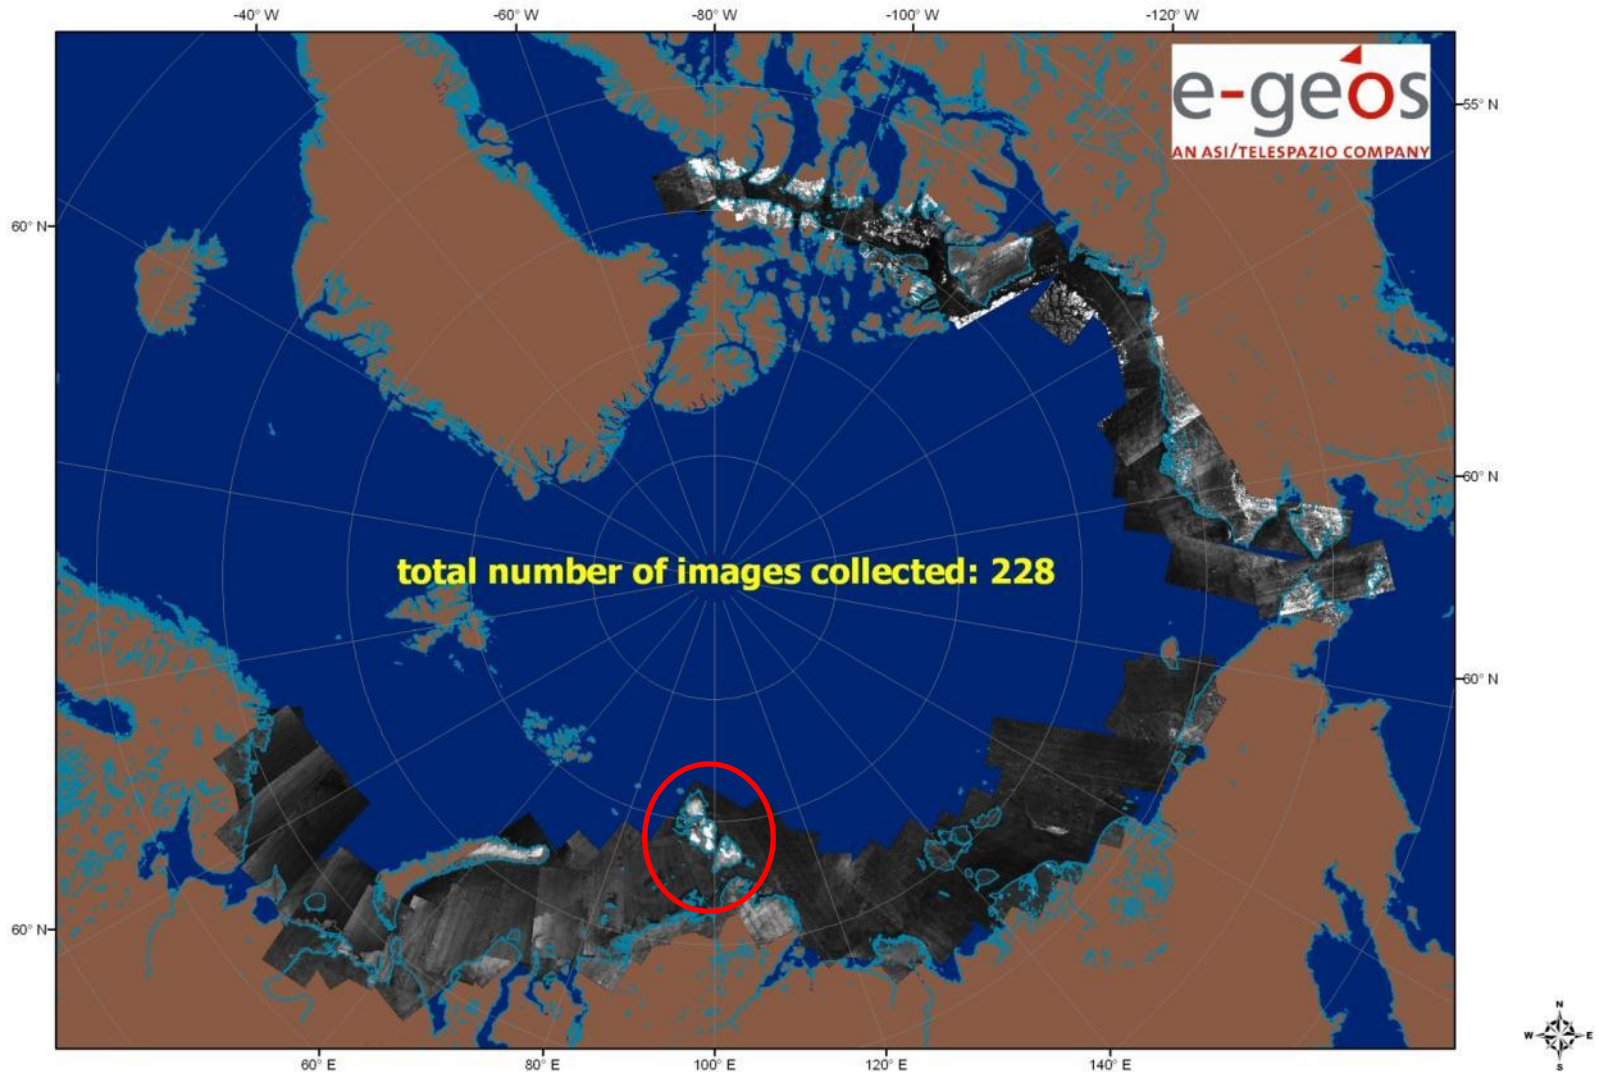 -40° W
-60° W
-80° W
-100° W
-120° W
e-geos
AN ASI/TELESPAZIO COMPANY
55° N
60° N
60° N
total number of images collected: 228
60° N
60° N
60° E
80° E
100° E
120° E
140° E
N
W E
S